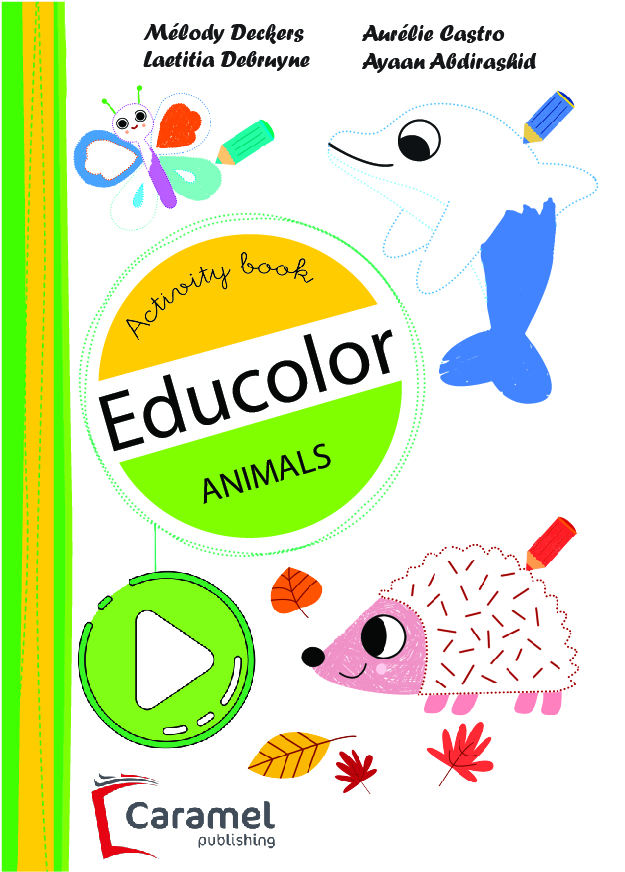 Mélody Deckers
Laetitia Debruyne
Aurélie Castro
Ayaan Abdirashid
Activity book
Educolor
ANIMALS
Caramel
publishing